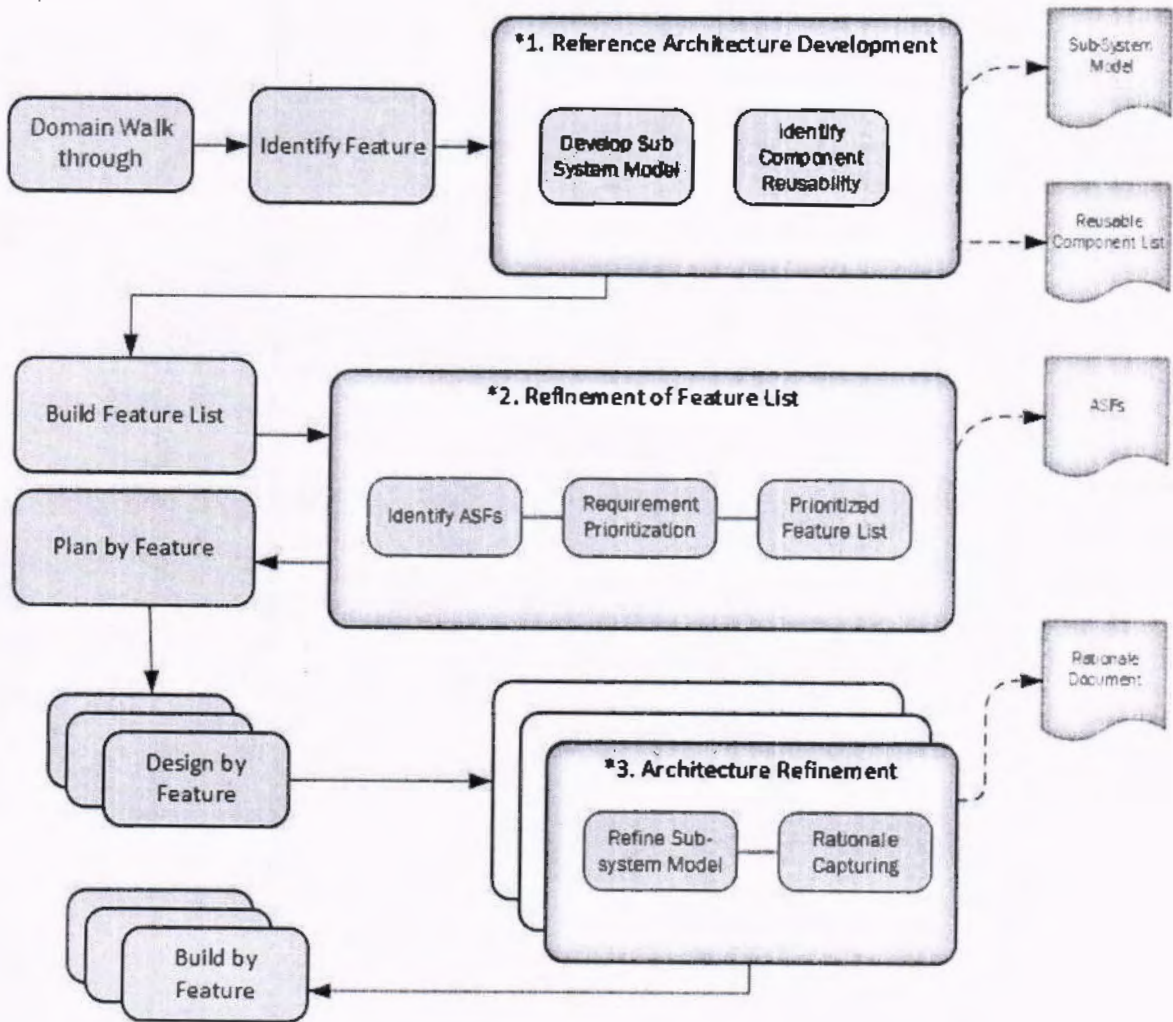 *1. Reference Architecture Development
Sub-System
Model
Domain Walk
through
Identify Feature
Develop Sub
System Model
Identify
Component
Reusability
Reusable
Component List
Build Feature List
*2. Refinement of Feature List
ASFs
Identify ASFs
Requirement
Prioritization
Prioritized
Feature List
Plan by Feature
Rationale
Document
Design by
Feature
*3. Architecture Refinement
Refine Sub-
system Model
Rationale
Capturing
Build by
Feature